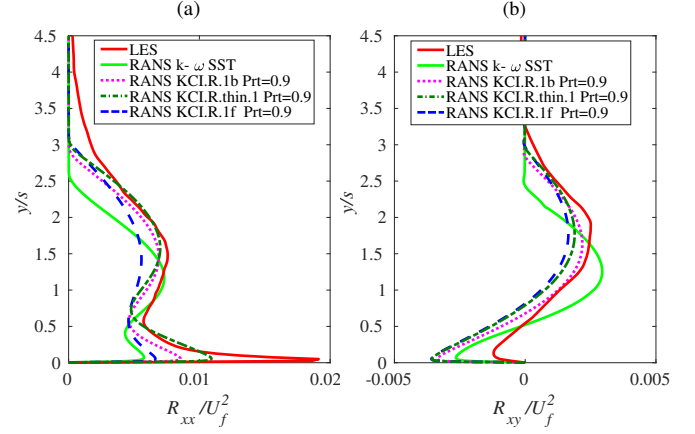 (a)
4.5
4
3.5
3
2.5
2
1.5
1
0.5
0
y/s
LES
RANS k- ω SST
RANS KCI.R.1b Prt=0.9
RANS KCI.R.thin.1 Prt=0.9
RANS KCI.R.1f Prt=0.9
0 0.01 0.02
R_xx/U_f^2
(b)
4.5
4
3.5
3
2.5
2
1.5
1
0.5
0
y/s
LES
RANS k- ω SST
RANS KCI.R.1b Prt=0.9
RANS KCI.R.thin.1 Prt=0.9
RANS KCI.R.1f Prt=0.9
-0.005 0 0.005
R_xy/U_f^2